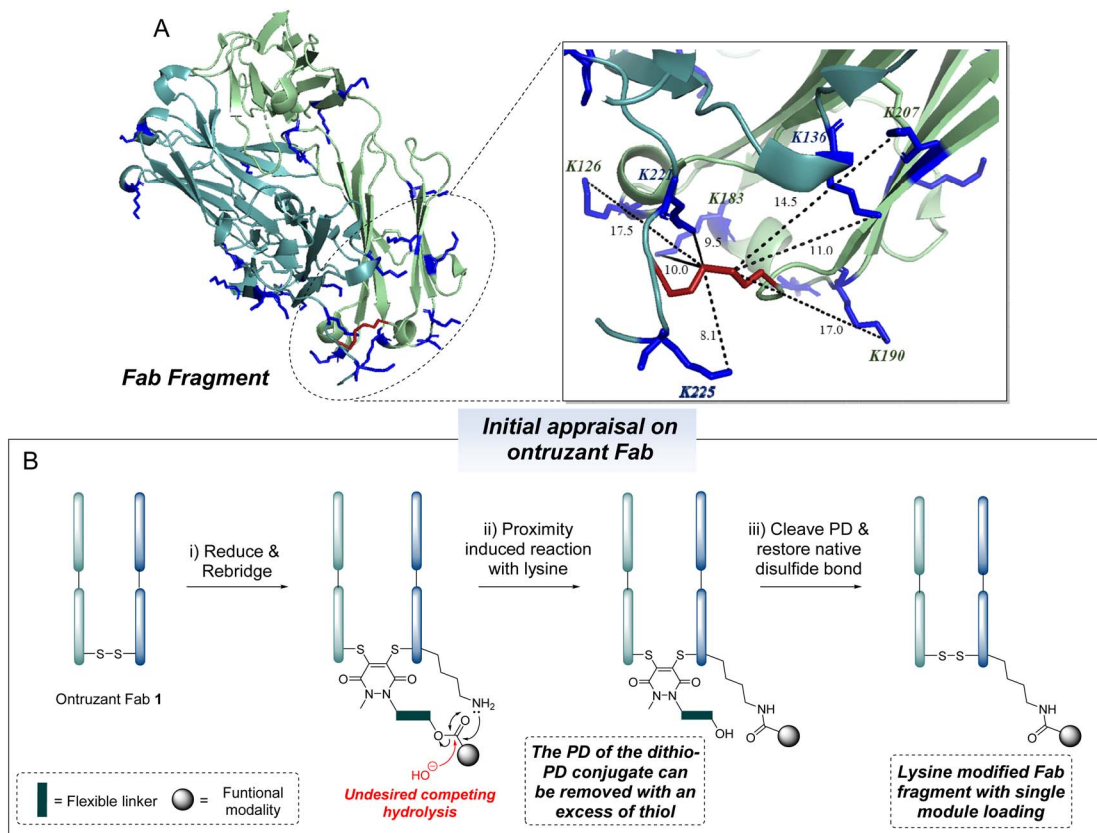 A
K207
K136
K126
K221
K183
14.5
17.5
9.5
11.0
10.0
17.0
8.1
K190
K225
Fab Fragment
Initial appraisal on
ontruzant Fab
B
i) Reduce &
Rebridge
ii) Proximity
induced reaction
with lysine
iii) Cleave PD &
restore native
disulfide bond
S–S
Ontruzant Fab 1
S S
O O
N–N
NH2
O
O
HO⊖
Undesired competing
hydrolysis
S S
O O
N–N
OH
NH
O
The PD of the dithio-
PD conjugate can
be removed with an
excess of thiol
S–S
NH
O
Lysine modified Fab
fragment with single
module loading
= Flexible linker
= Funtional
modality